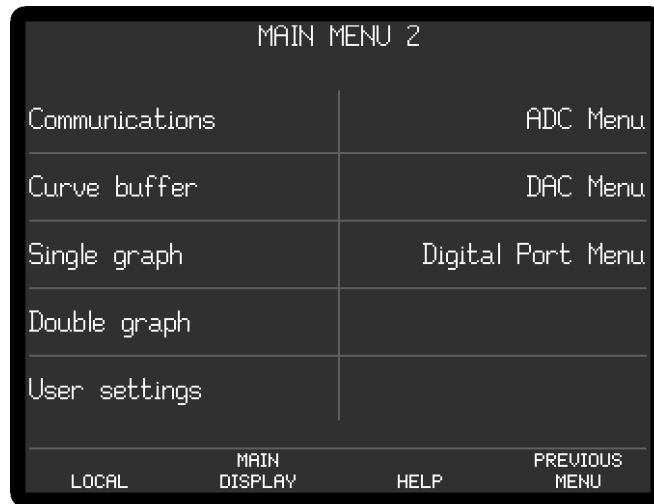 MAIN MENU 2
Communications
ADC Menu
Curve buffer
DAC Menu
Single graph
Digital Port Menu
Double graph
User settings
LOCAL
MAIN
DISPLAY
HELP
PREVIOUS
MENU